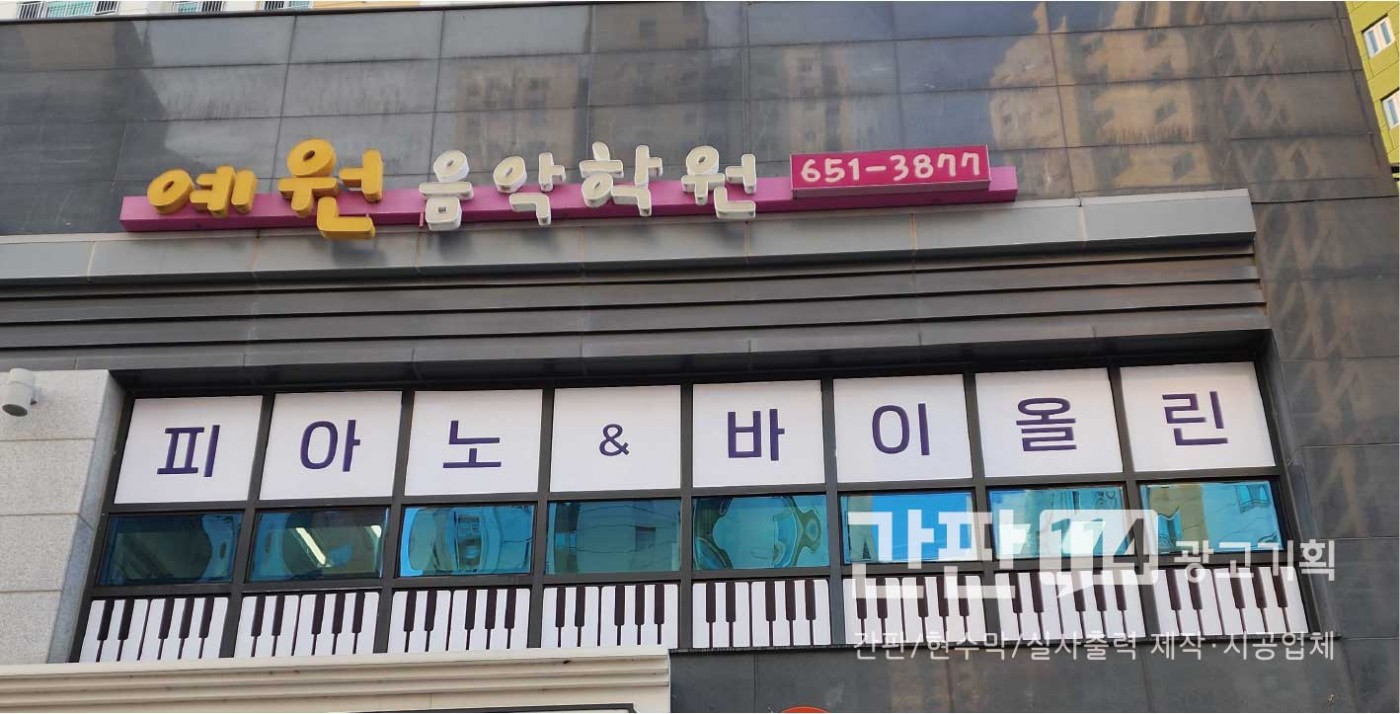 예원 음악학원 651-3877
피아노 & 바이올린
간판114 광고기획
간판/현수막/실사출력 제작·시공업체